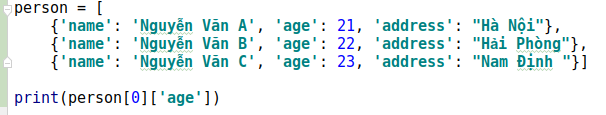 person = [
    {'name': 'Nguyễn Văn A', 'age': 21, 'address': "Hà Nội"},
    {'name': 'Nguyễn Văn B', 'age': 22, 'address': "Hải Phòng"},
    {'name': 'Nguyễn Văn C', 'age': 23, 'address': "Nam Định "}]
print(person[0]['age'])